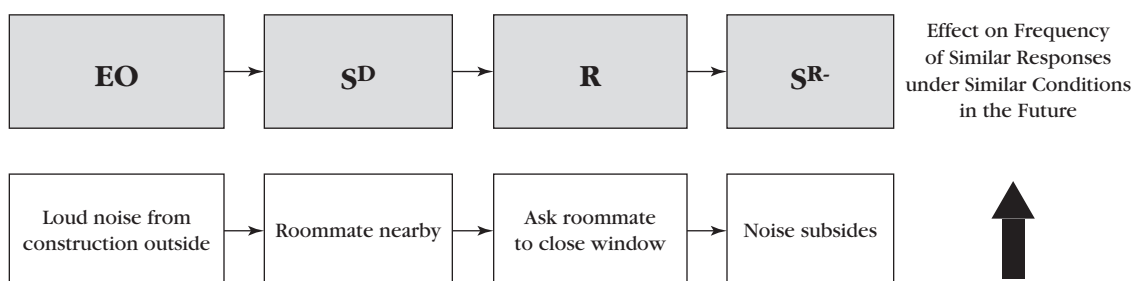 EO
SD
R
SR-
Effect on Frequency
of Similar Responses
under Similar Conditions
in the Future
Loud noise from
construction outside
Roommate nearby
Ask roommate
to close window
Noise subsides